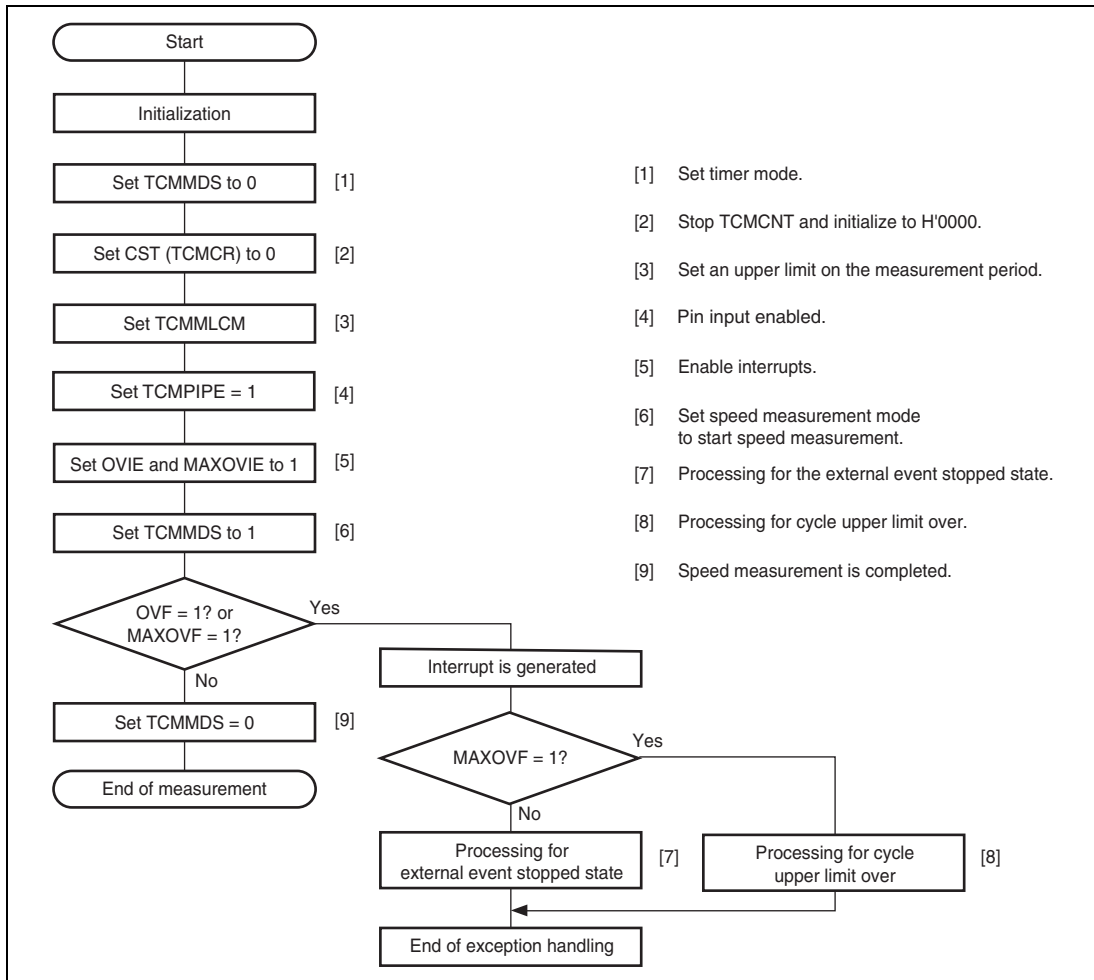 Start
Initialization
Set TCMMDS to 0
[1]
Set CST (TCMCR) to 0
[2]
Set TCMMLCM
[3]
Set TCMPIPE = 1
[4]
Set OVIE and MAXOVIE to 1
[5]
Set TCMMDS to 1
[6]
OVF = 1? or
MAXOVF = 1?
Yes
No
Set TCMMDS = 0
[9]
End of measurement
Interrupt is generated
MAXOVF = 1?
Yes
No
Processing for
external event stopped state
[7]
Processing for cycle
upper limit over
[8]
End of exception handling
[1] Set timer mode.
[2] Stop TCMCNT and initialize to H'0000.
[3] Set an upper limit on the measurement period.
[4] Pin input enabled.
[5] Enable interrupts.
[6] Set speed measurement mode
to start speed measurement.
[7] Processing for the external event stopped state.
[8] Processing for cycle upper limit over.
[9] Speed measurement is completed.